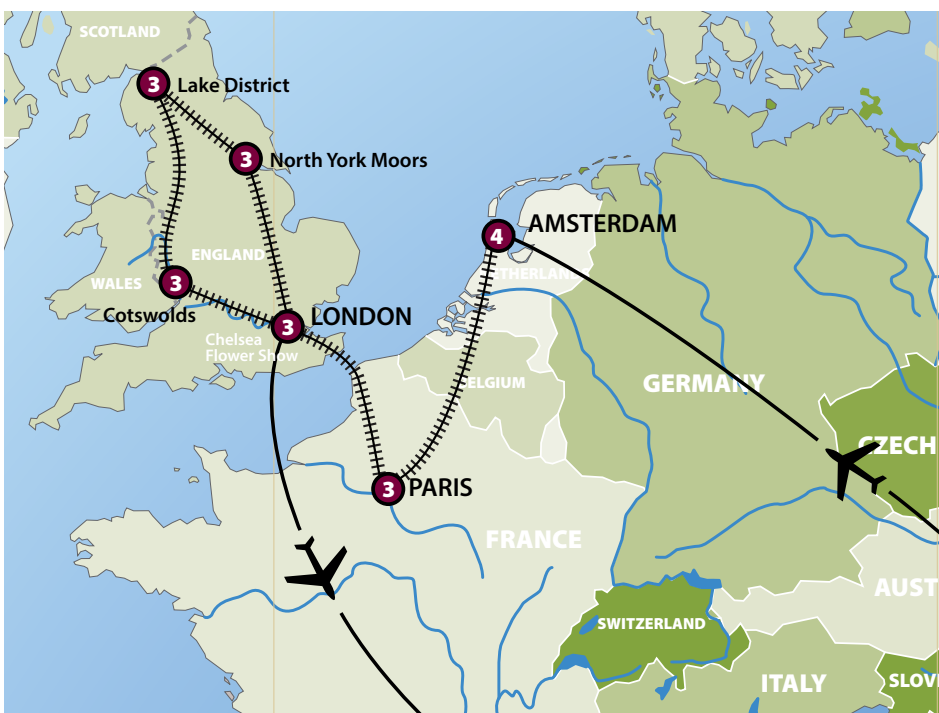 SCOTLAND
3
Lake District
3
North York Moors
4
AMSTERDAM
ENGLAND
ETHERLAN
WALES
3
Cotswolds
3
LONDON
Chelsea
Flower Show
ELGIUM
GERMANY
CZECH
3
PARIS
FRANCE
AUST
SWITZERLAND
ITALY
SLOV